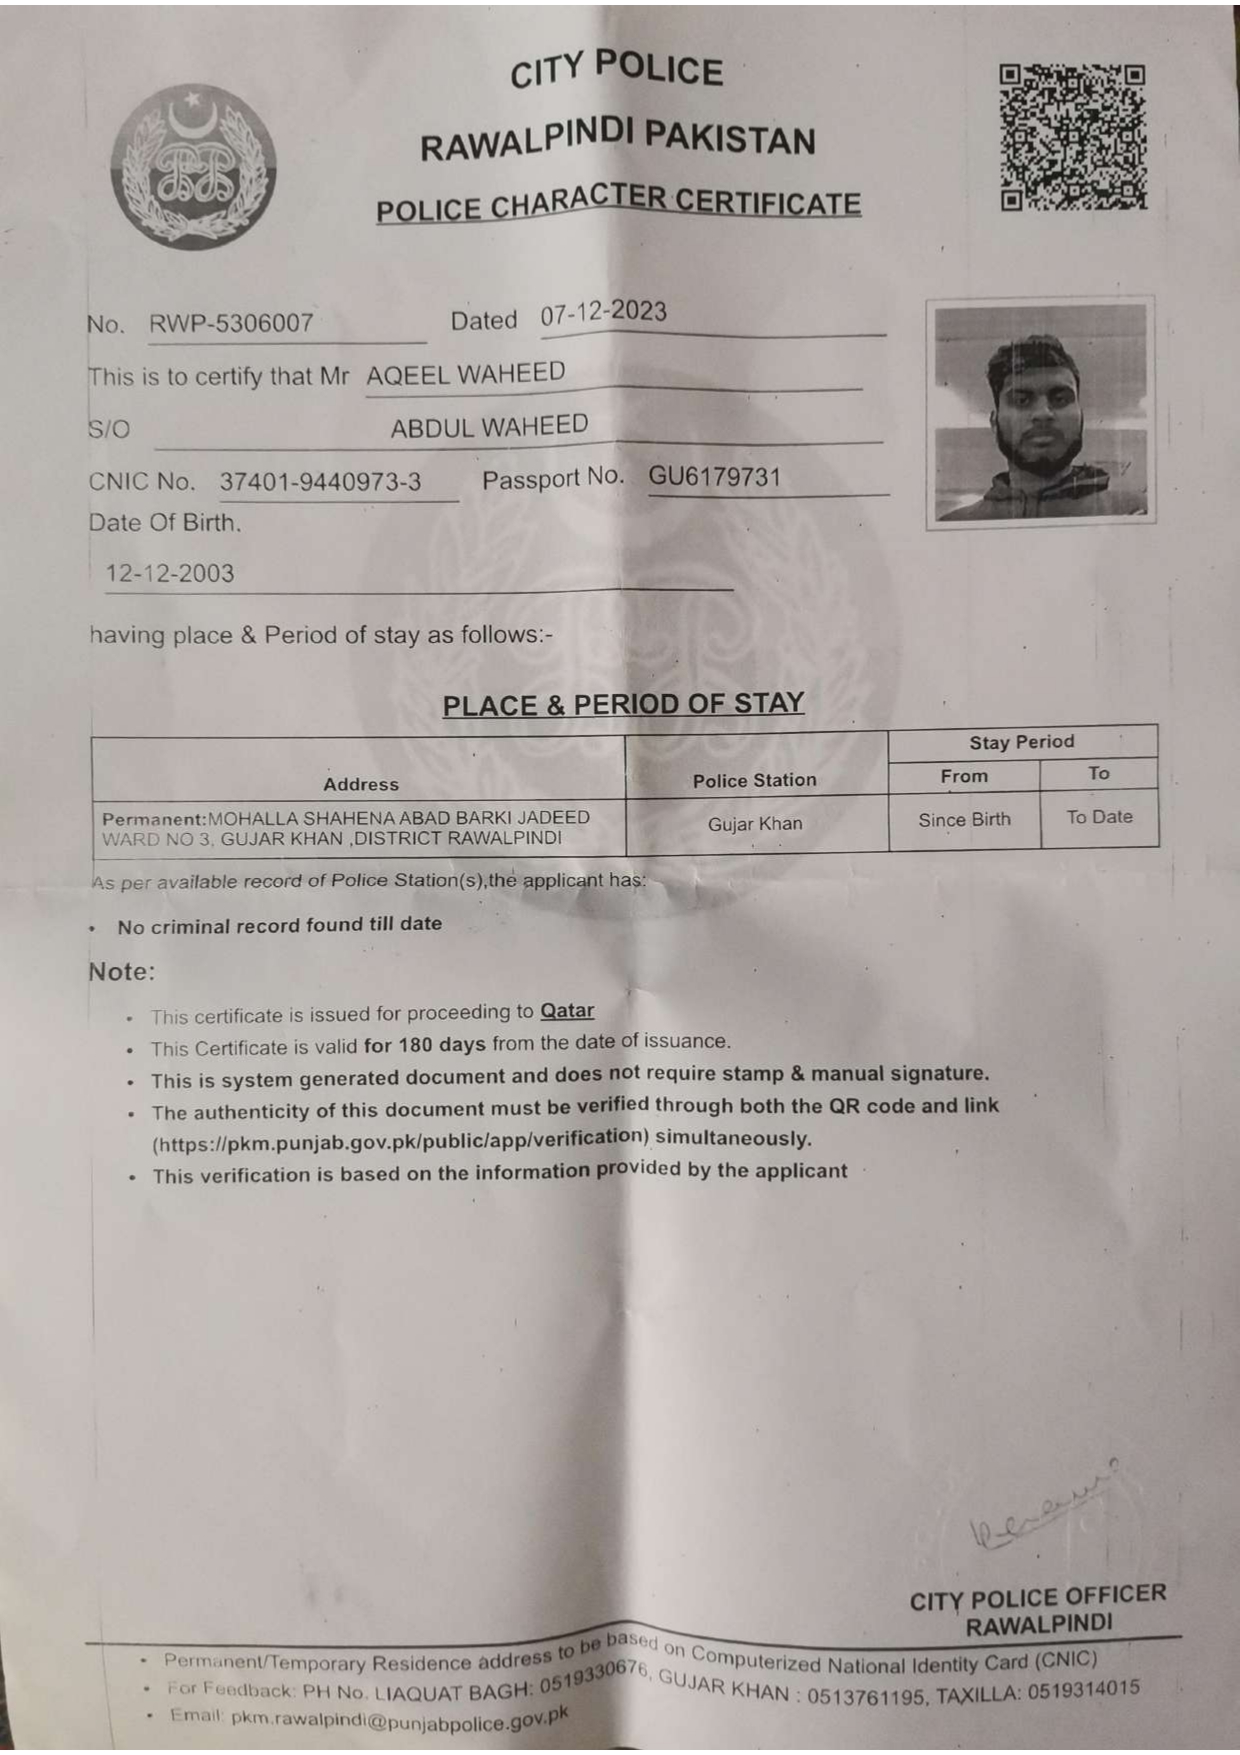 CITY POLICE
RAWALPINDI PAKISTAN
POLICE CHARACTER CERTIFICATE
No. RWP-5306007 Dated 07-12-2023
This is to certify that Mr AQEEL WAHEED
S/O ABDUL WAHEED
CNIC No. 37401-9440973-3 Passport No. GU6179731
Date Of Birth.
12-12-2003
having place & Period of stay as follows:-
PLACE & PERIOD OF STAY
Stay Period
Address Police Station From To
Permanent:MOHALLA SHAHENA ABAD BARKI JADEED
WARD NO 3, GUJAR KHAN ,DISTRICT RAWALPINDI Gujar Khan Since Birth To Date
As per available record of Police Station(s),the applicant has:
• No criminal record found till date
Note:
• This certificate is issued for proceeding to Qatar
• This Certificate is valid for 180 days from the date of issuance.
• This is system generated document and does not require stamp & manual signature.
• The authenticity of this document must be verified through both the QR code and link
(https://pkm.punjab.gov.pk/public/app/verification) simultaneously.
• This verification is based on the information provided by the applicant
CITY POLICE OFFICER
RAWALPINDI
• Permanent/Temporary Residence address to be based on Computerized National Identity Card (CNIC)
• For Feedback: PH No. LIAQUAT BAGH: 0519330676, GUJAR KHAN : 0513761195, TAXILLA: 0519314015
• Email: pkm.rawalpindi@punjabpolice.gov.pk